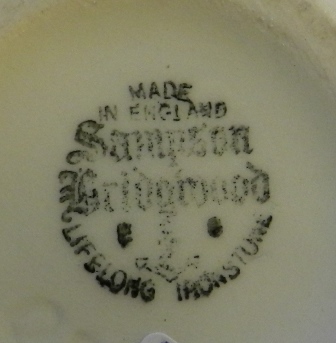 MADE
IN ENGLAND
Sampson
Bridgwood
LIFELONG IRONSTONE